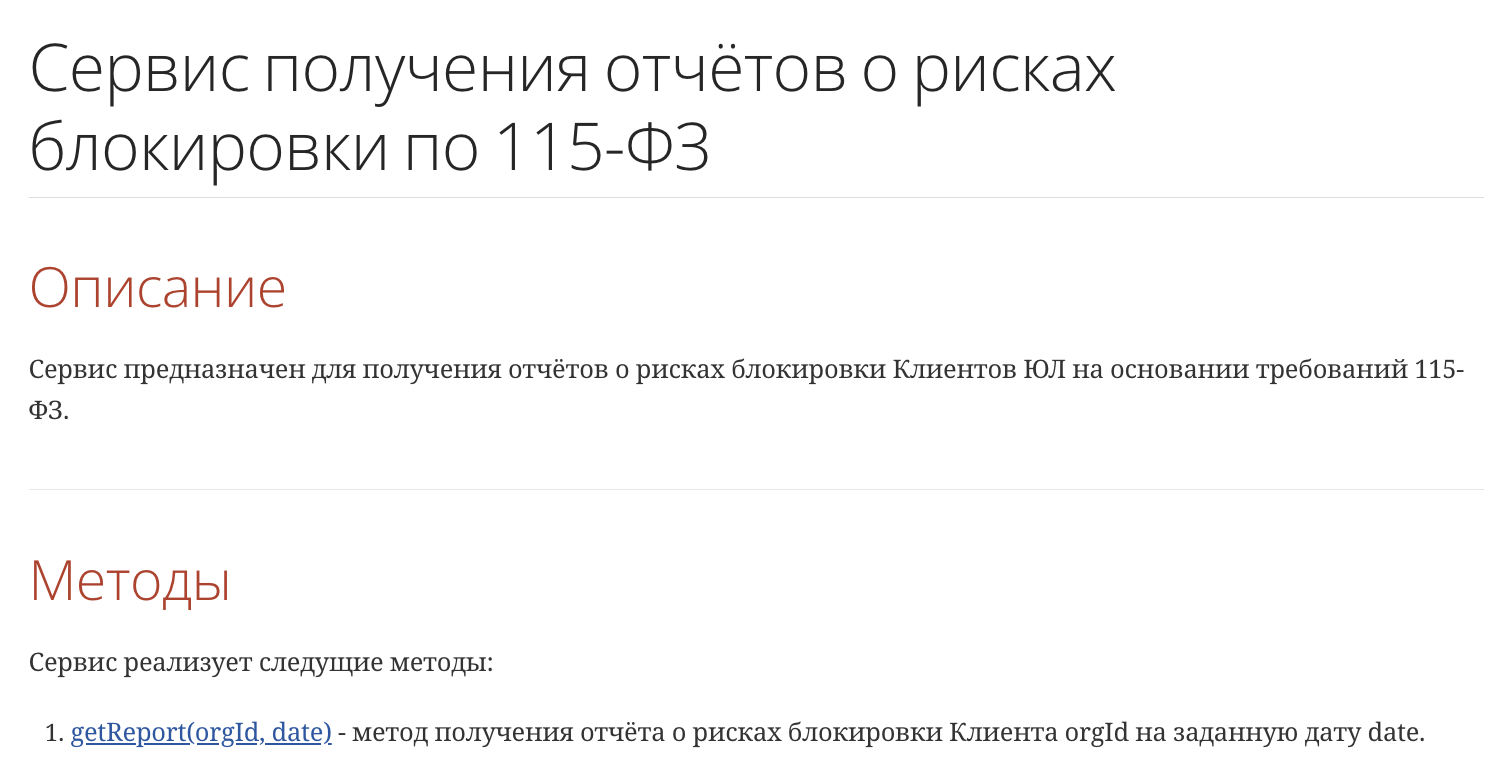 Сервис получения отчётов о рисках
блокировки по 115-ФЗ
Описание
Сервис предназначен для получения отчётов о рисках блокировки Клиентов ЮЛ на основании требований 115-
ФЗ.
Методы
Сервис реализует следущие методы:
1. getReport(orgId, date) - метод получения отчёта о рисках блокировки Клиента orgId на заданную дату date.